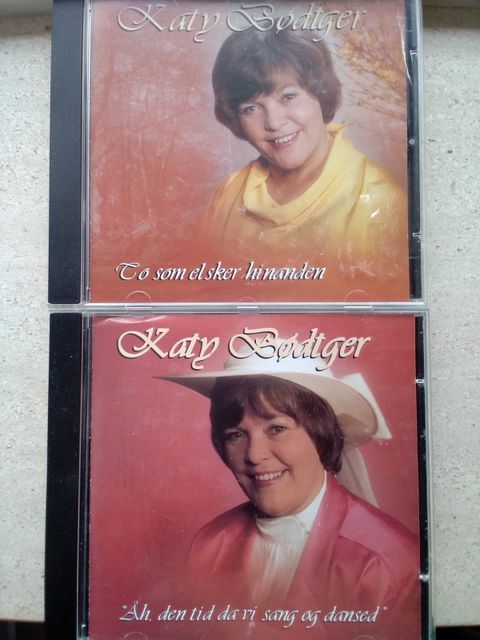 Katy Bødtger
To som elsker hinanden
Katy Bødtger
"Åh, den tid da vi sang og dansed"